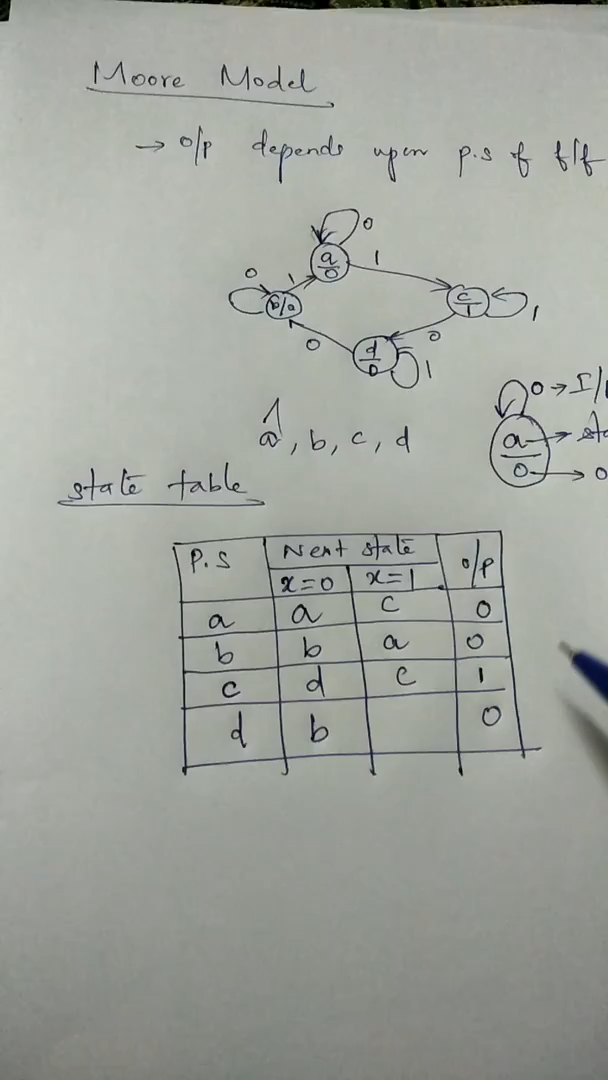 Moore Model
→ o/p depends upon p.s of f/f
0
a
0
1
0
1
b/0
c
1
1
0
0
d
0
1
a, b, c, d
0 → I/
a → sta
0 → o
state table
P.S Next state o/p
x=0 x=1
a a c 0
b b a 0
c d c 1
d b 0